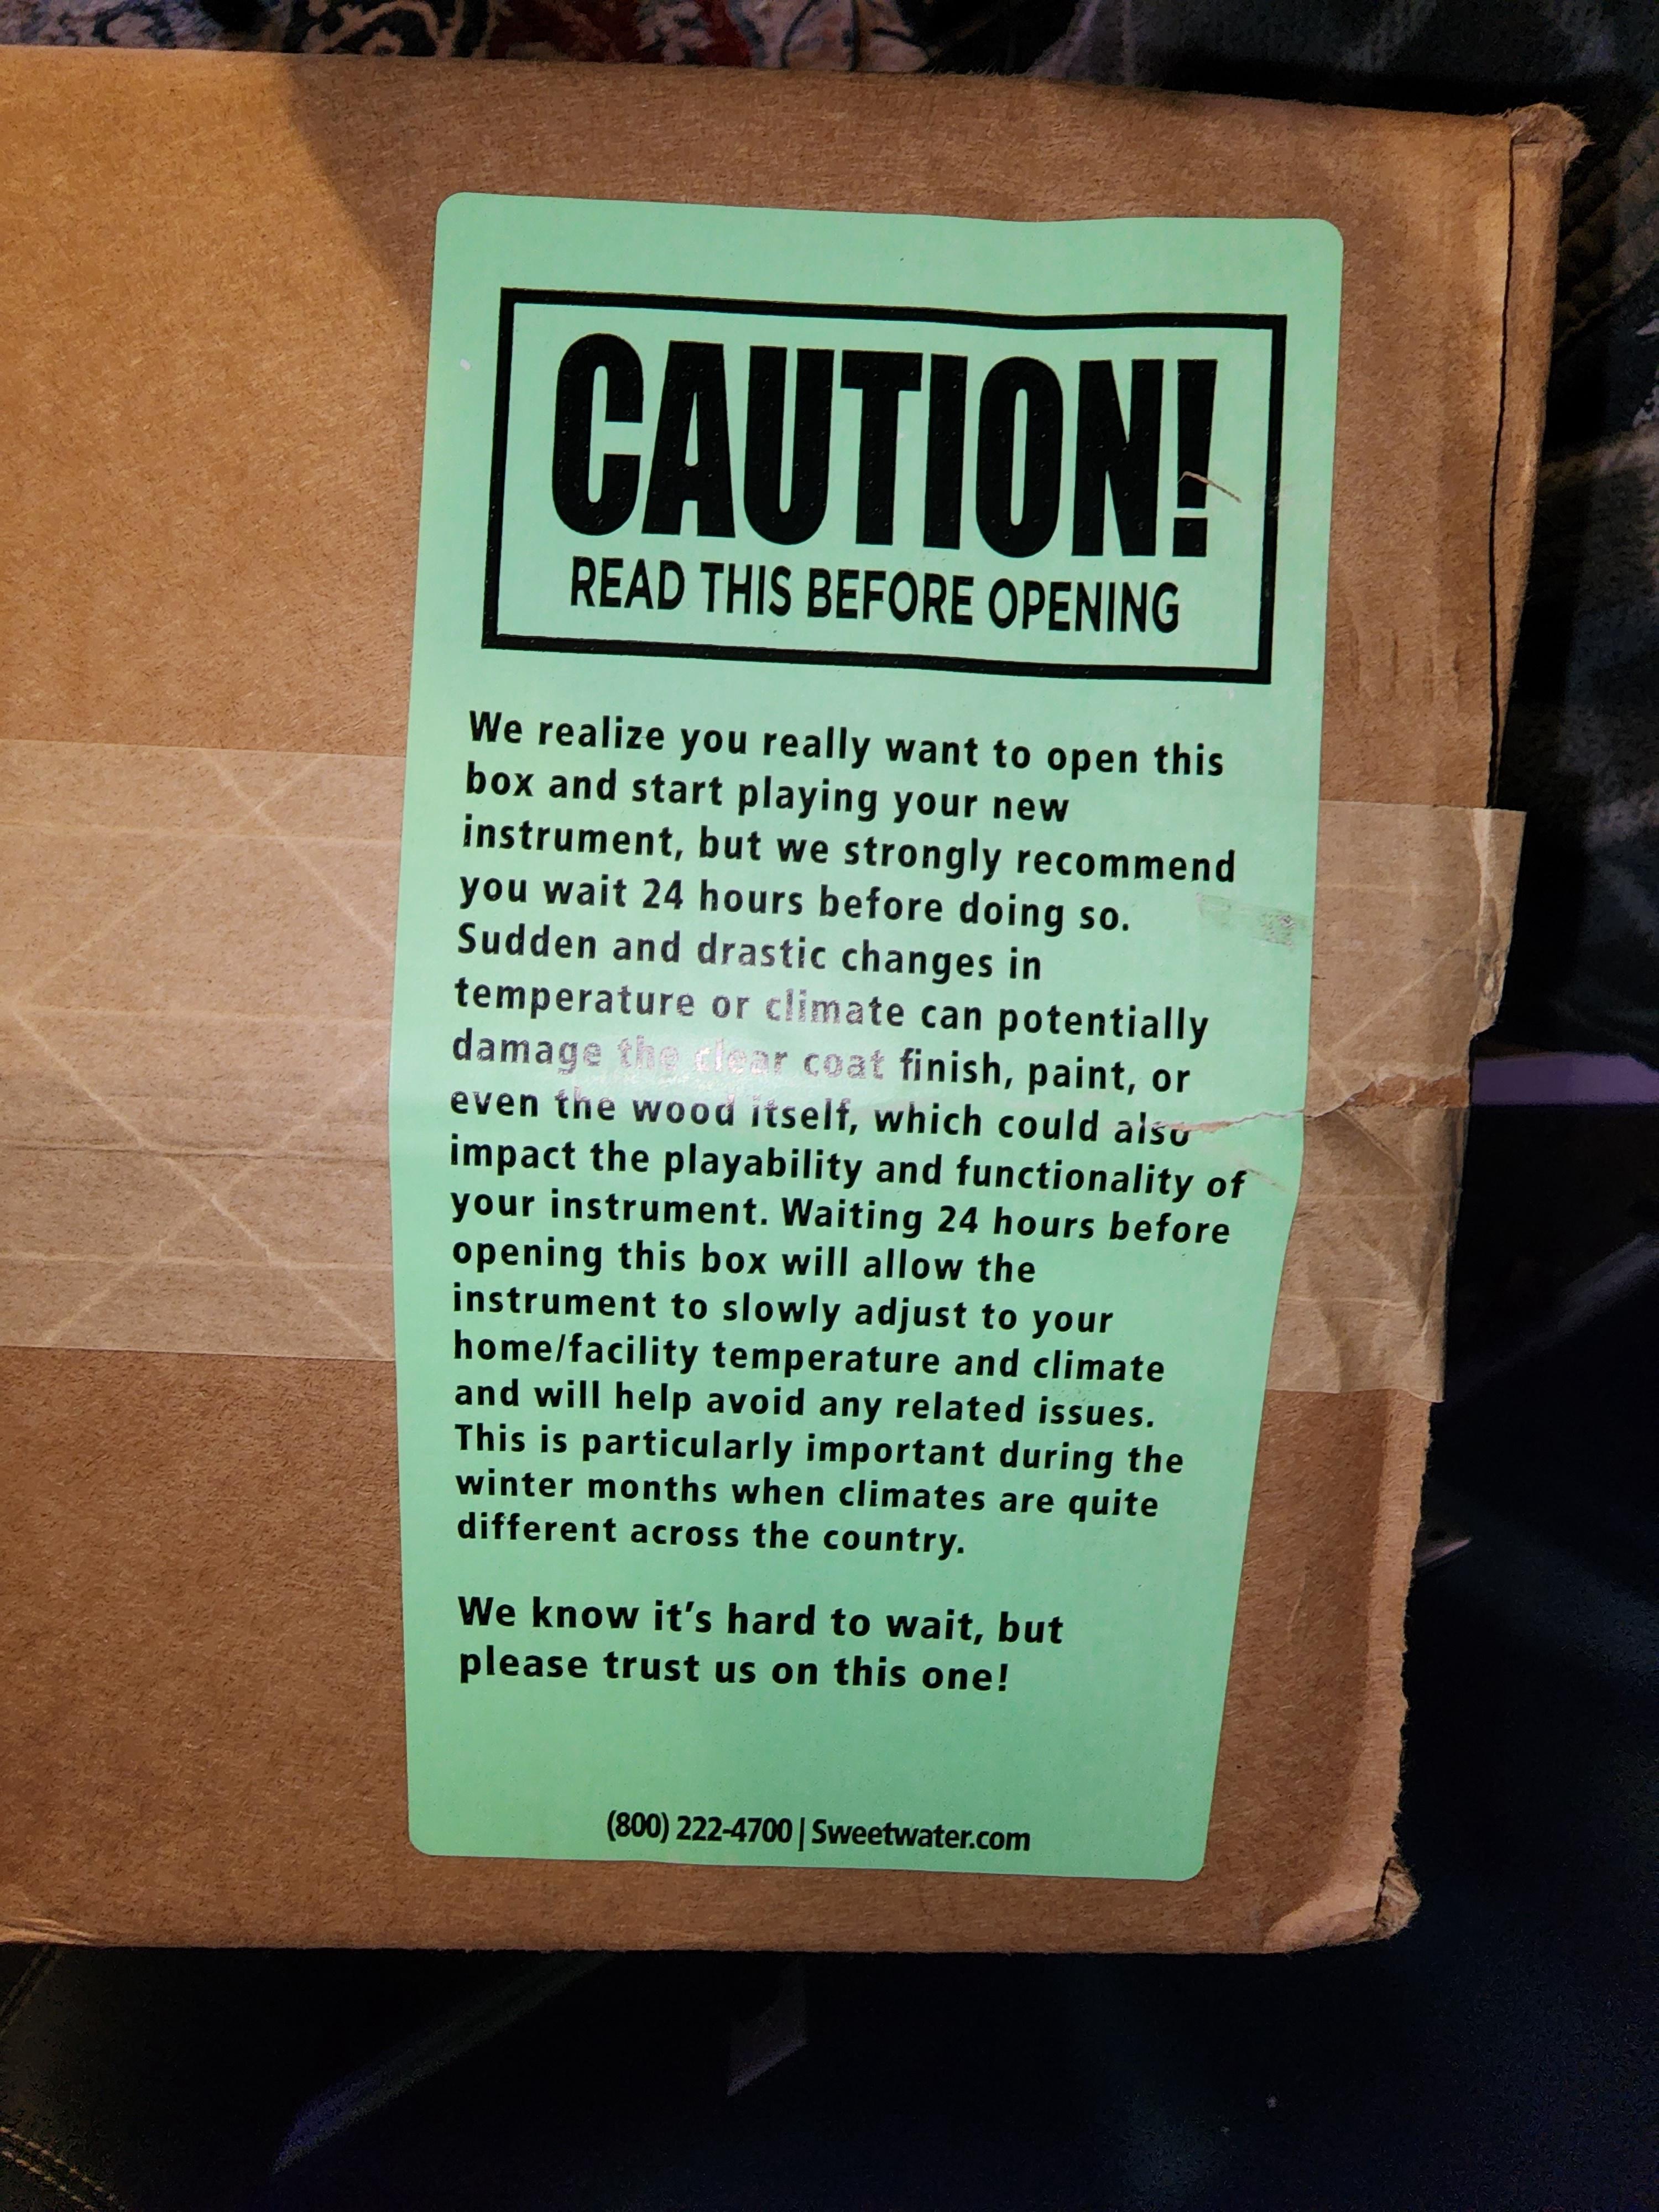 CAUTION!
READ THIS BEFORE OPENING
We realize you really want to open this
box and start playing your new
instrument, but we strongly recommend
you wait 24 hours before doing so.
Sudden and drastic changes in
temperature or climate can potentially
damage the clear coat finish, paint, or
even the wood itself, which could also
impact the playability and functionality of
your instrument. Waiting 24 hours before
opening this box will allow the
instrument to slowly adjust to your
home/facility temperature and climate
and will help avoid any related issues.
This is particularly important during the
winter months when climates are quite
different across the country.
We know it's hard to wait, but
please trust us on this one!
(800) 222-4700 | Sweetwater.com